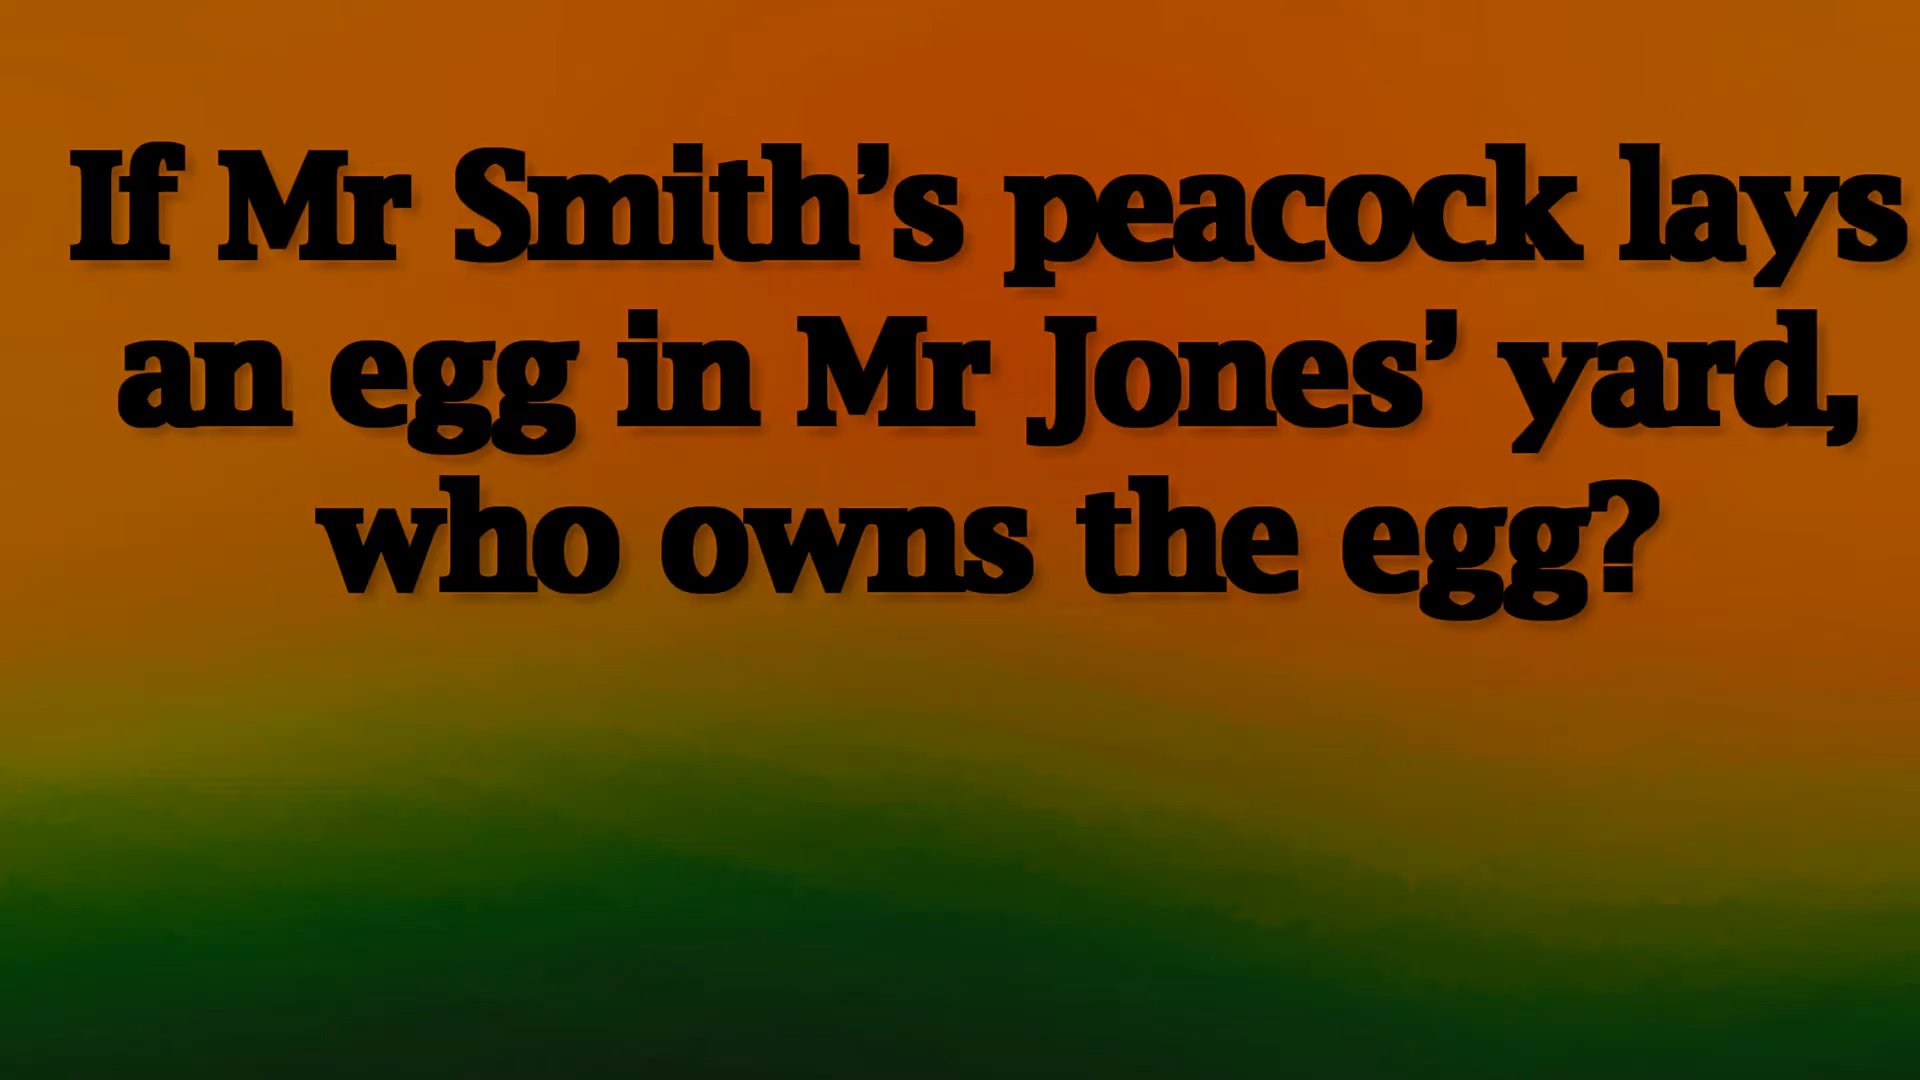 If Mr Smith’s peacock lays
an egg in Mr Jones’ yard,
who owns the egg?